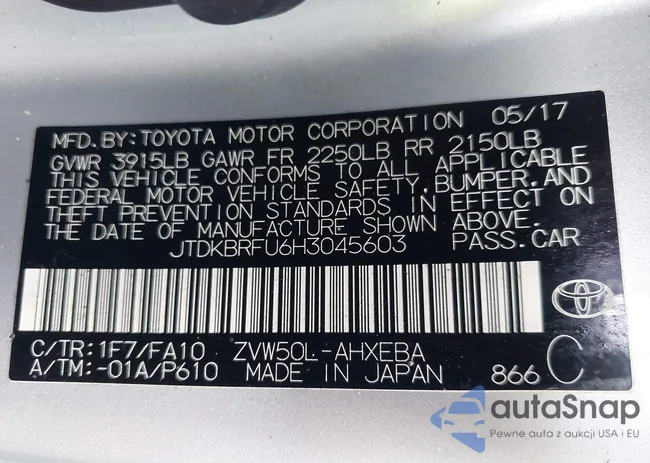 MFD.BY:TOYOTA MOTOR CORPORATION 05/17
GVWR 3915LB GAWR FR 2250LB RR 2150LB
THIS VEHICLE CONFORMS TO ALL APPLICABLE
FEDERAL MOTOR VEHICLE SAFETY,BUMPER,AND
THEFT PREVENTION STANDARDS IN EFFECT ON
THE DATE OF MANUFACTURE SHOWN ABOVE.
JTDKBRFU6H3045603 PASS.CAR
C/TR:1F7/FA10 ZVW50L-AHXEBA
A/TM:-01A/P610 MADE IN JAPAN 866 C
autaSnap
Pewne auta z aukcji USA i EU